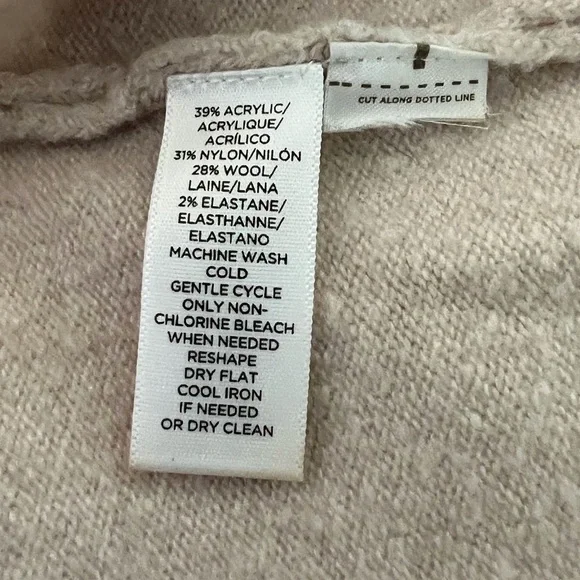 39% ACRYLIC/
ACRYLIQUE/
ACRÍLICO
31% NYLON/NILÓN
28% WOOL/
LAINE/LANA
2% ELASTANE/
ELASTHANNE/
ELASTANO
MACHINE WASH
COLD
GENTLE CYCLE
ONLY NON-
CHLORINE BLEACH
WHEN NEEDED
RESHAPE
DRY FLAT
COOL IRON
IF NEEDED
OR DRY CLEAN
CUT ALONG DOTTED LINE